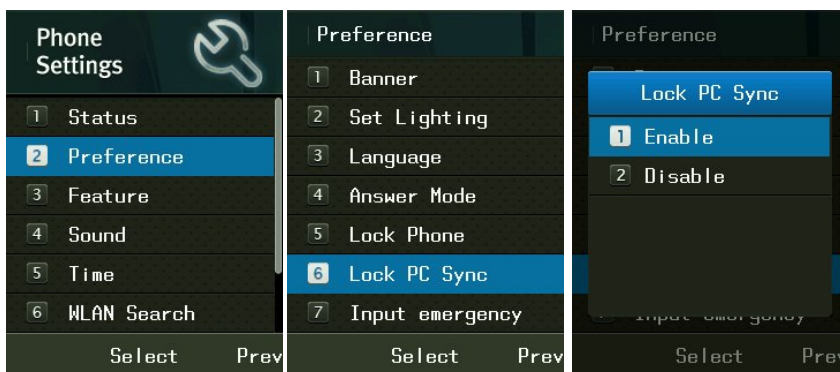 Phone
Settings
1 Status
2 Preference
3 Feature
4 Sound
5 Time
6 WLAN Search
Select Prev
Preference
1 Banner
2 Set Lighting
3 Language
4 Answer Mode
5 Lock Phone
6 Lock PC Sync
7 Input emergency
Select Prev
Preference
Lock PC Sync
1 Enable
2 Disable
Input emergency
Select Prev